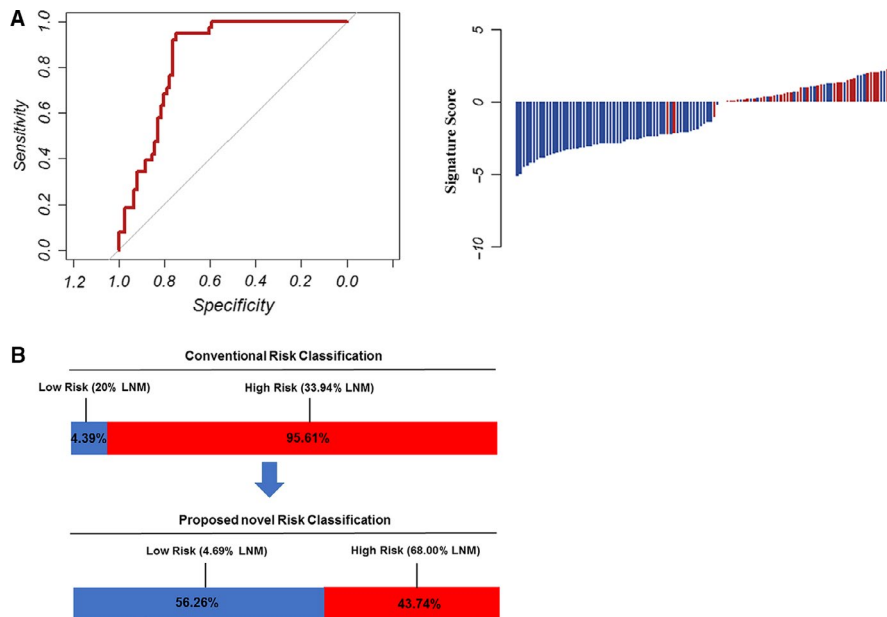 A
1.0
0.8
0.6
0.4
0.2
0.0
Sensitivity
1.2 1.0 0.8 0.6 0.4 0.2 0.0
Specificity
5
0
−5
−10
Signature Score
B
Conventional Risk Classification
Low Risk (20% LNM) High Risk (33.94% LNM)
4.39% 95.61%
Proposed novel Risk Classification
Low Risk (4.69% LNM) High Risk (68.00% LNM)
56.26% 43.74%